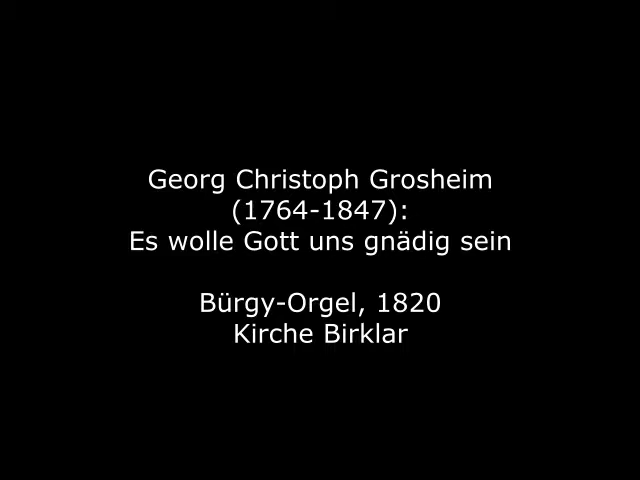 Georg Christoph Grosheim
(1764-1847):
Es wolle Gott uns gnädig sein
Bürgy-Orgel, 1820
Kirche Birklar